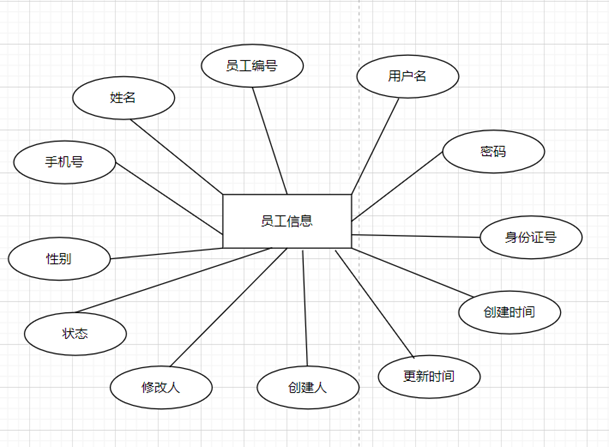 员工编号
用户名
姓名
密码
手机号
员工信息
身份证号
性别
创建时间
状态
更新时间
修改人
创建人